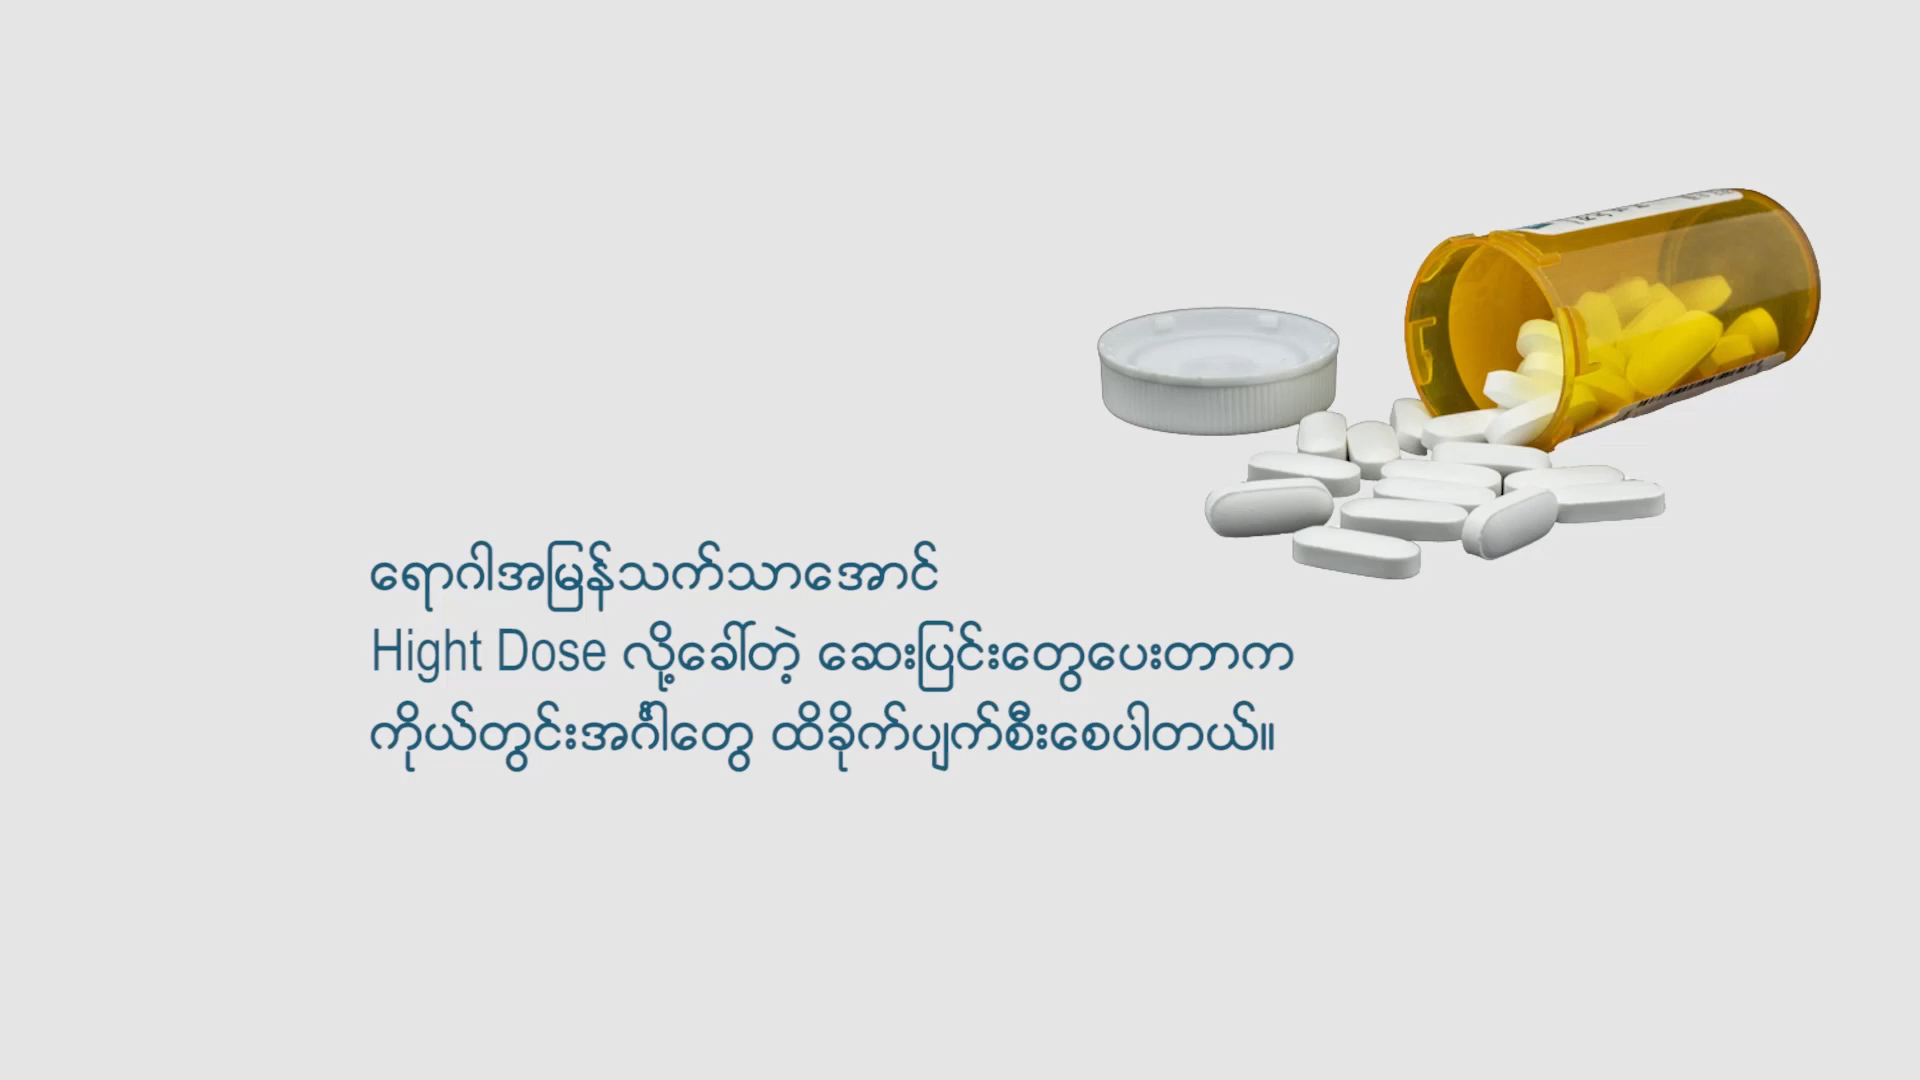 ရောဂါအမြန်သက်သာအောင်
Hight Dose လို့ခေါ်တဲ့ ဆေးပြင်းတွေပေးတာက
ကိုယ်တွင်းအင်္ဂါတွေ ထိခိုက်ပျက်စီးစေပါတယ်။